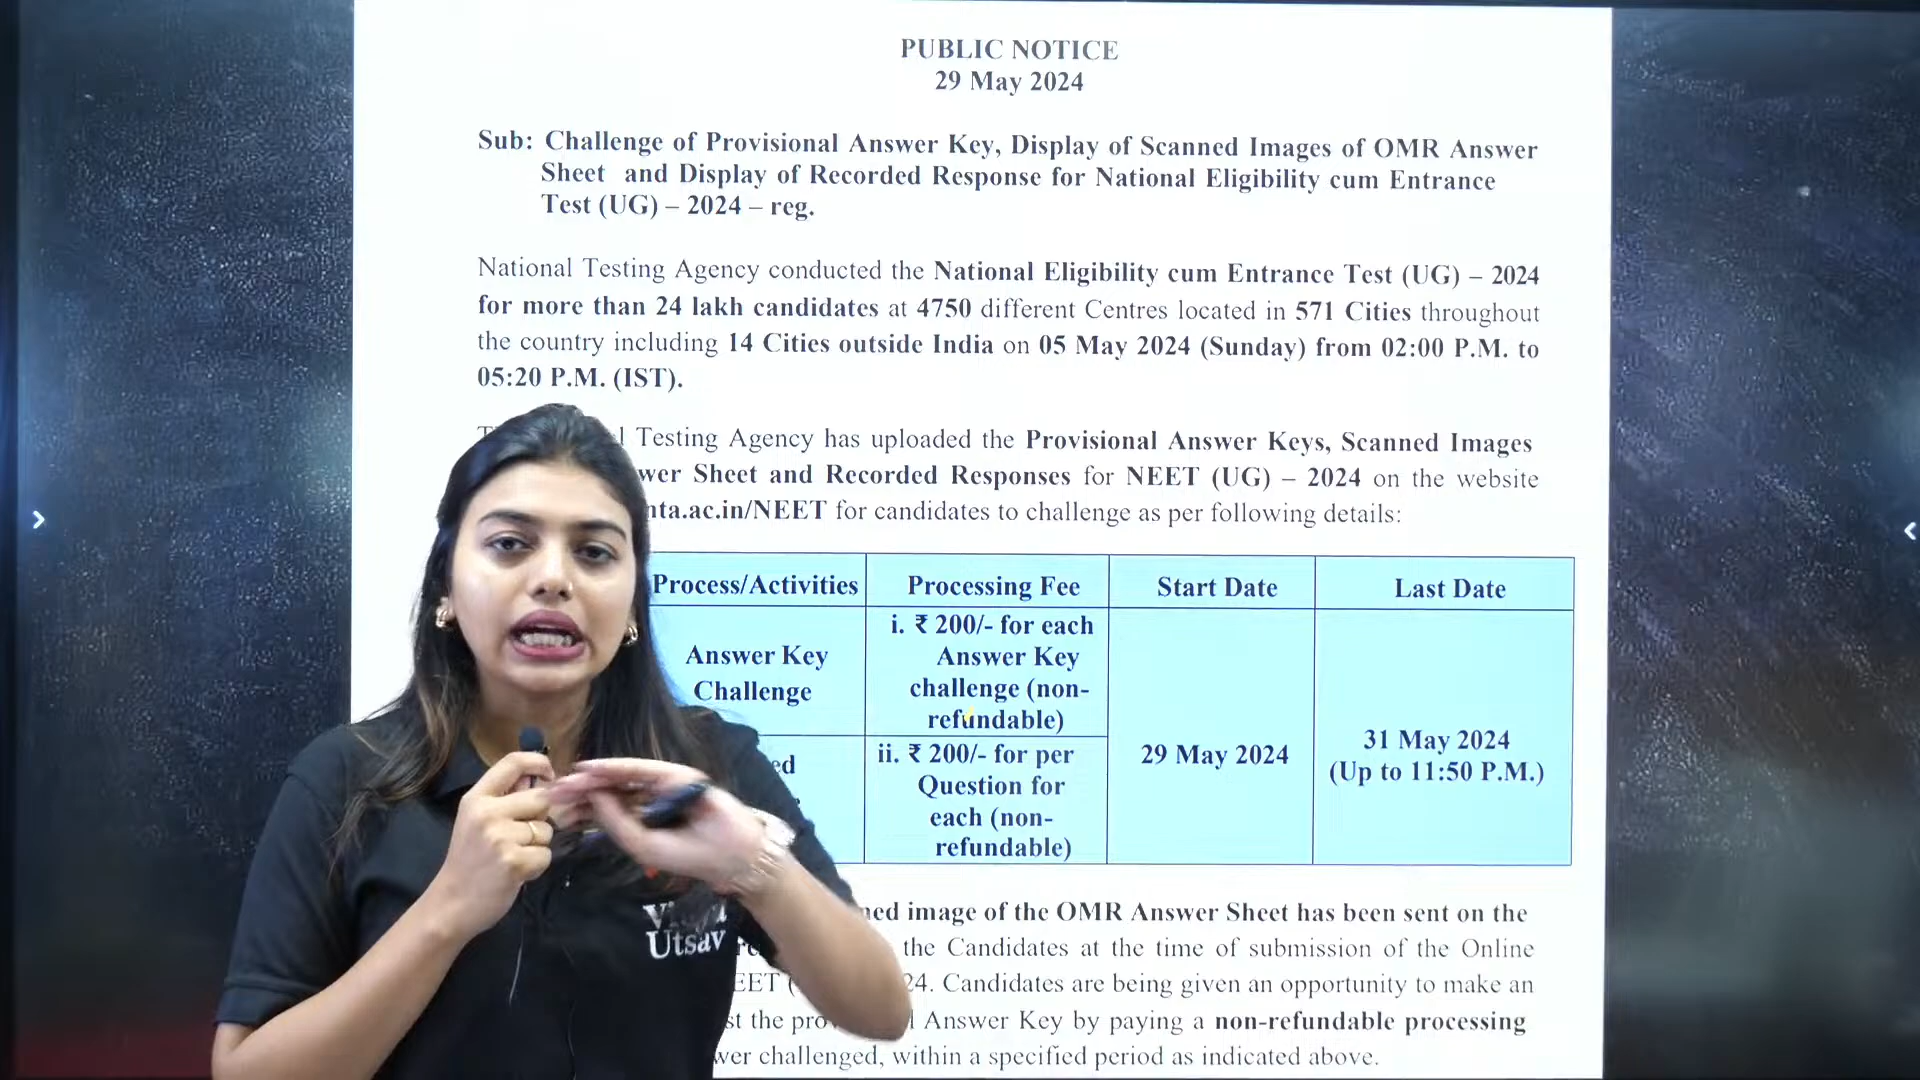 PUBLIC NOTICE
29 May 2024
Sub: Challenge of Provisional Answer Key, Display of Scanned Images of OMR Answer
Sheet and Display of Recorded Response for National Eligibility cum Entrance
Test (UG) – 2024 – reg.
National Testing Agency conducted the National Eligibility cum Entrance Test (UG) – 2024
for more than 24 lakh candidates at 4750 different Centres located in 571 Cities throughout
the country including 14 Cities outside India on 05 May 2024 (Sunday) from 02:00 P.M. to
05:20 P.M. (IST).
Testing Agency has uploaded the Provisional Answer Keys, Scanned Images
wer Sheet and Recorded Responses for NEET (UG) – 2024 on the website
nta.ac.in/NEET for candidates to challenge as per following details:
Process/Activities Processing Fee Start Date Last Date
Answer Key
Challenge
i. ₹ 200/- for each
Answer Key
challenge (non-
refundable)
ed
ii. ₹ 200/- for per
Question for
each (non-
refundable)
29 May 2024
31 May 2024
(Up to 11:50 P.M.)
ned image of the OMR Answer Sheet has been sent on the
the Candidates at the time of submission of the Online
EET ( 24. Candidates are being given an opportunity to make an
st the pro l Answer Key by paying a non-refundable processing
wer challenged, within a specified period as indicated above.
Utsav